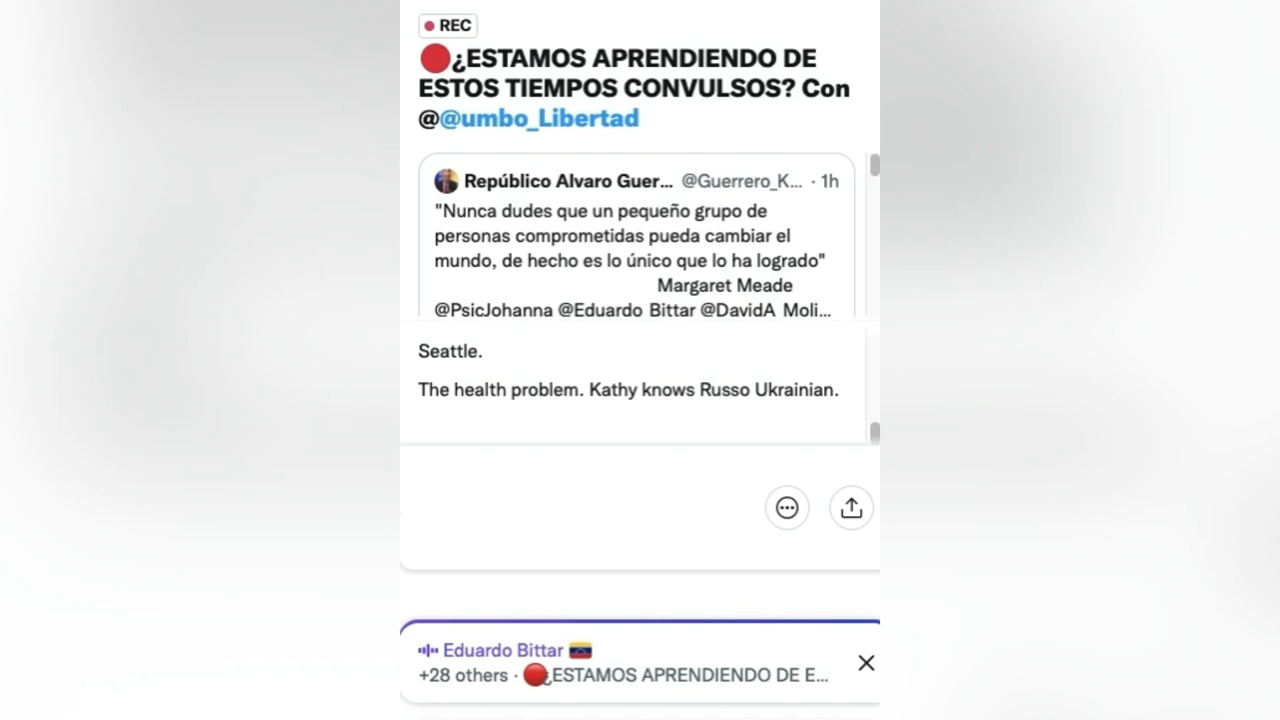 REC
🔴¿ESTAMOS APRENDIENDO DE
ESTOS TIEMPOS CONVULSOS? Con
@@umbo_Libertad
Repúblico Alvaro Guer... @Guerrero_K... · 1h
"Nunca dudes que un pequeño grupo de
personas comprometidas pueda cambiar el
mundo, de hecho es lo único que lo ha logrado"
Margaret Meade
@PsicJohanna @Eduardo_Bittar @DavidA_Moli...
Seattle.
The health problem. Kathy knows Russo Ukrainian.
Eduardo Bittar 🇻🇪
+28 others · 🔴¿ESTAMOS APRENDIENDO DE E...